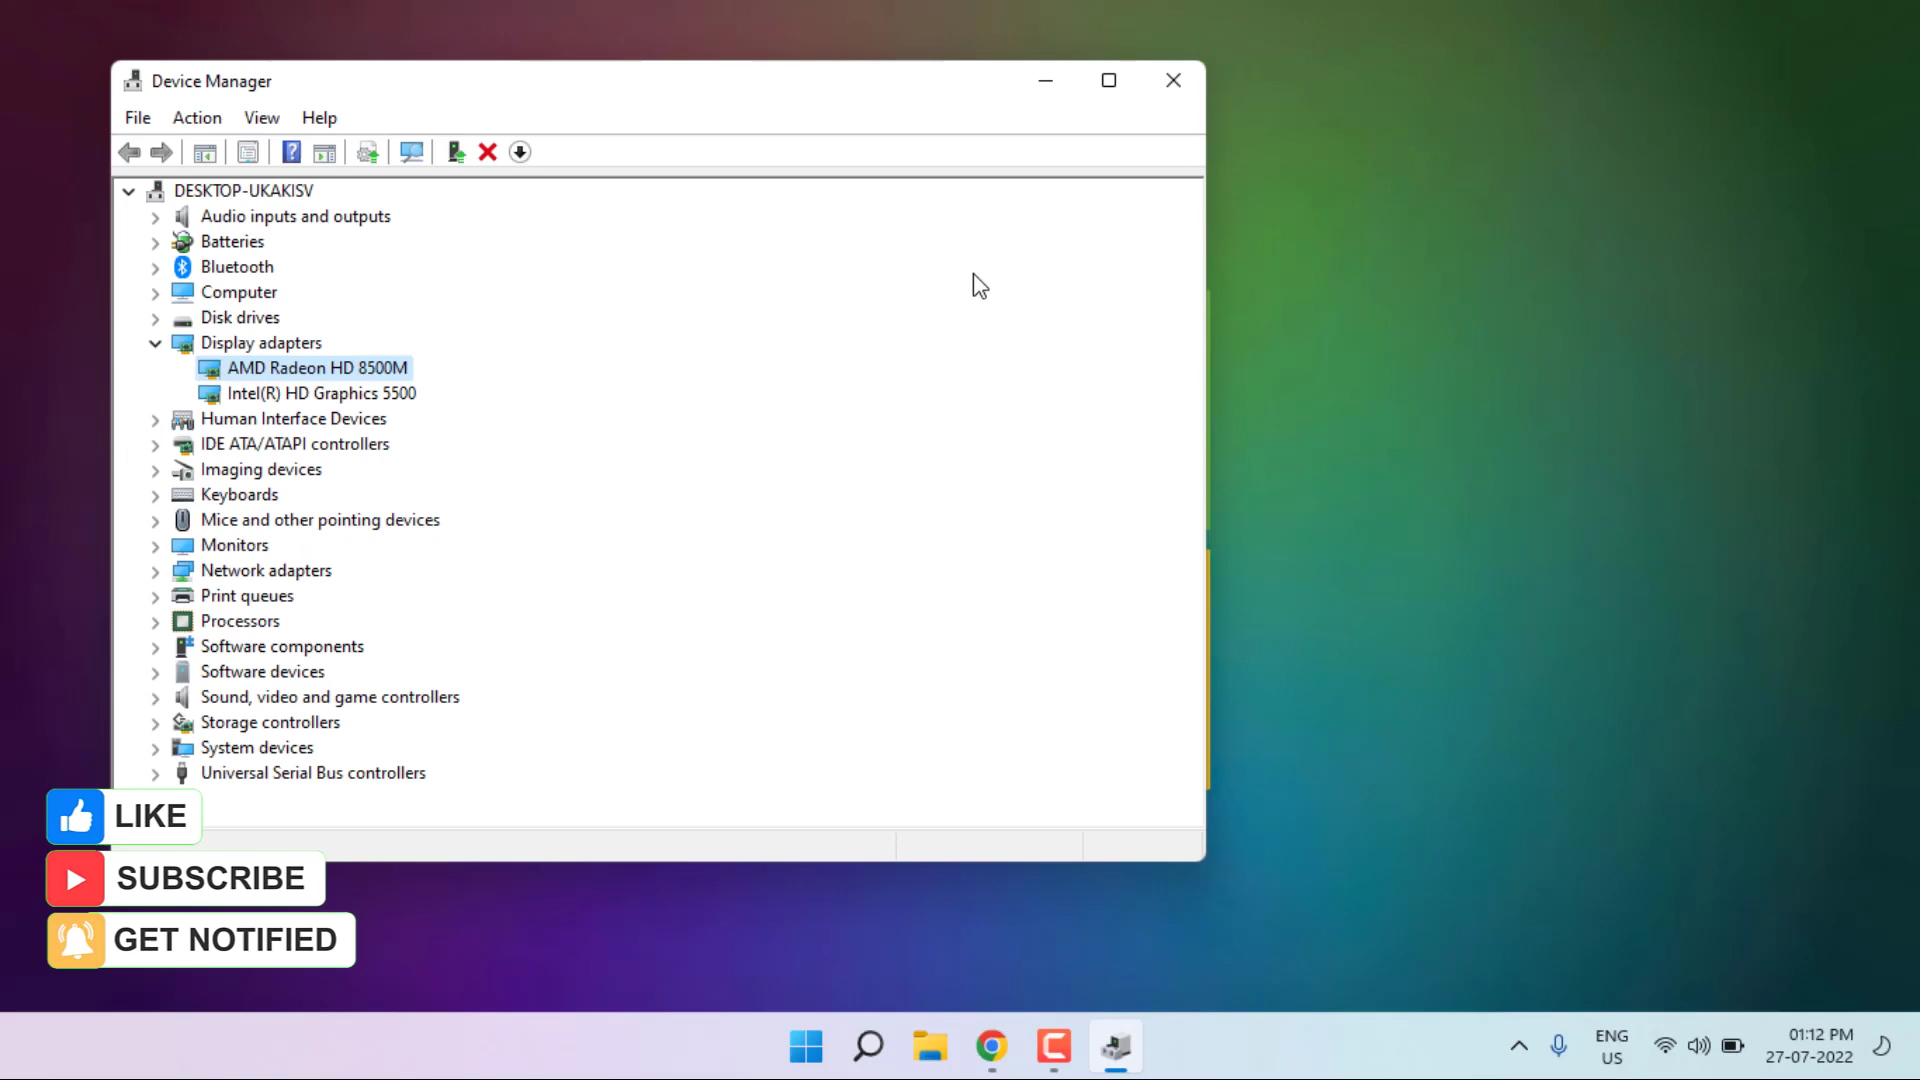 Device Manager
File Action View Help
DESKTOP-UKAKISV
Audio inputs and outputs
Batteries
Bluetooth
Computer
Disk drives
Display adapters
AMD Radeon HD 8500M
Intel(R) HD Graphics 5500
Human Interface Devices
IDE ATA/ATAPI controllers
Imaging devices
Keyboards
Mice and other pointing devices
Monitors
Network adapters
Print queues
Processors
Software components
Software devices
Sound, video and game controllers
Storage controllers
System devices
Universal Serial Bus controllers
LIKE
SUBSCRIBE
GET NOTIFIED
ENG
US
01:12 PM
27-07-2022